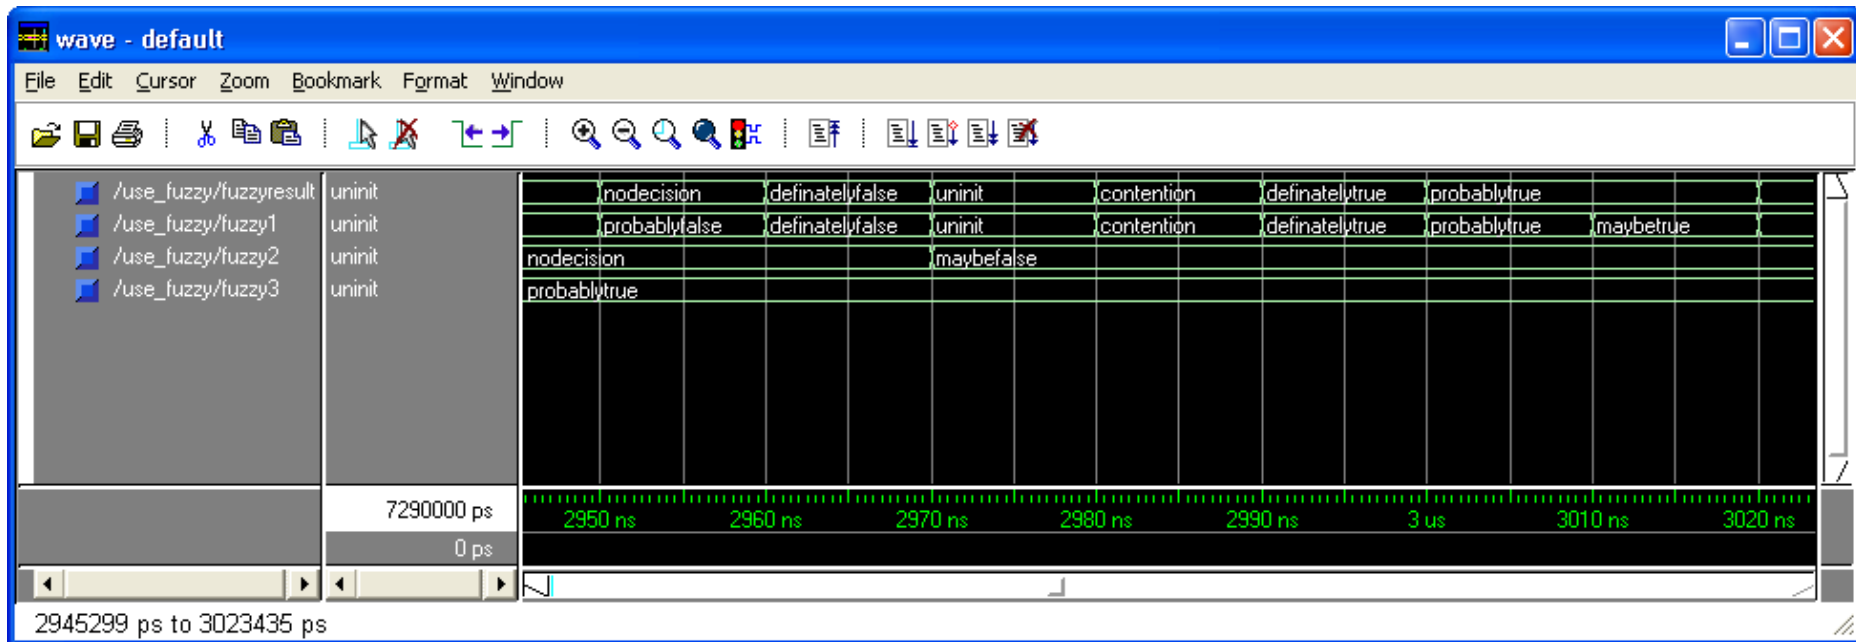 wave - default
File Edit Cursor Zoom Bookmark Format Window
/use_fuzzy/fuzzyresult uninit nodecision definatelyfalse uninit contention definatelytrue probablytrue
/use_fuzzy/fuzzy1 uninit probablyfalse definatelyfalse uninit contention definatelytrue probablytrue maybetrue
/use_fuzzy/fuzzy2 uninit nodecision maybefalse
/use_fuzzy/fuzzy3 uninit probablytrue
7290000 ps 2950 ns 2960 ns 2970 ns 2980 ns 2990 ns 3 us 3010 ns 3020 ns
0 ps
2945299 ps to 3023435 ps